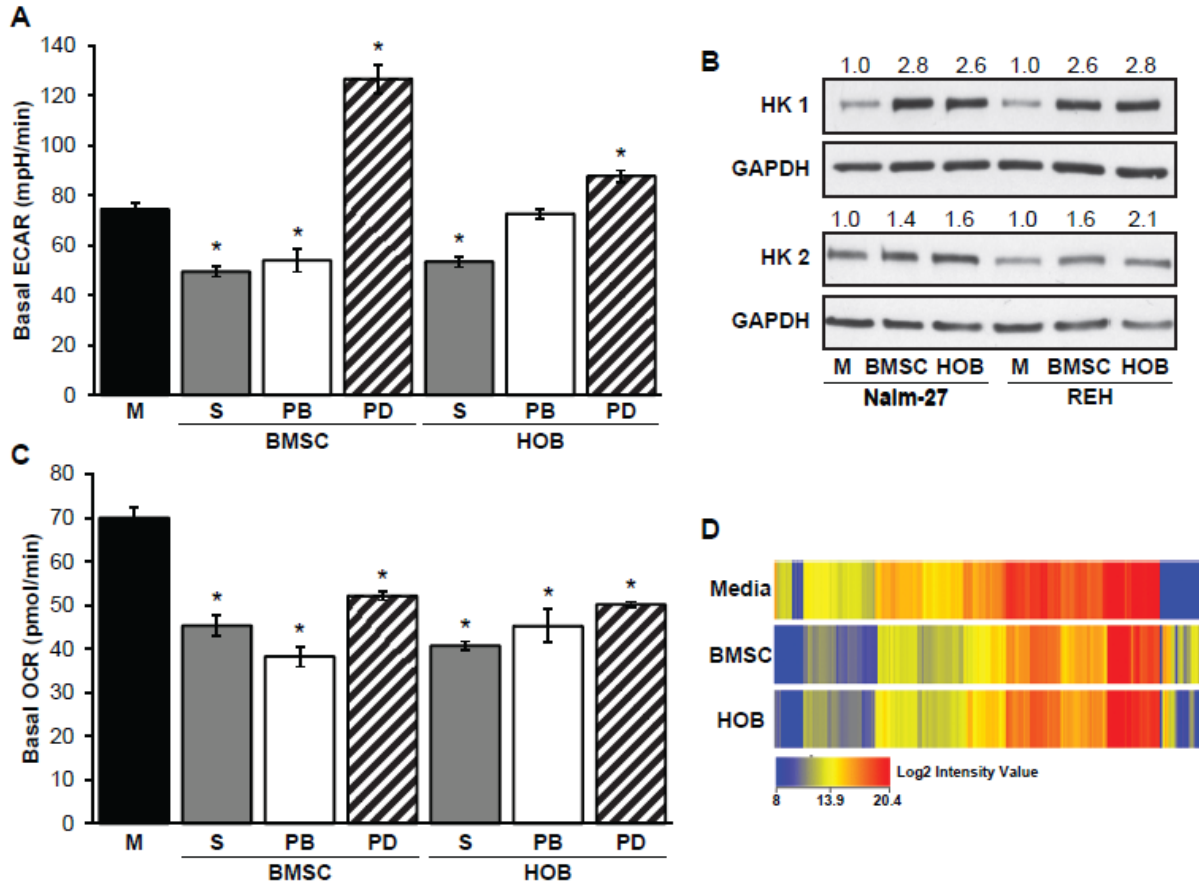 A
Basal ECAR (mpH/min)
140
120
100
80
60
40
20
0
* * * * *
M S PB PD S PB PD
BMSC HOB
B
1.0 2.8 2.6 1.0 2.6 2.8
HK 1
GAPDH
1.0 1.4 1.6 1.0 1.6 2.1
HK 2
GAPDH
M BMSC HOB M BMSC HOB
Nalm-27 REH
C
Basal OCR (pmol/min)
80
70
60
50
40
30
20
10
0
* * * * * *
M S PB PD S PB PD
BMSC HOB
D
Media
BMSC
HOB
Log2 Intensity Value
8 13.9 20.4